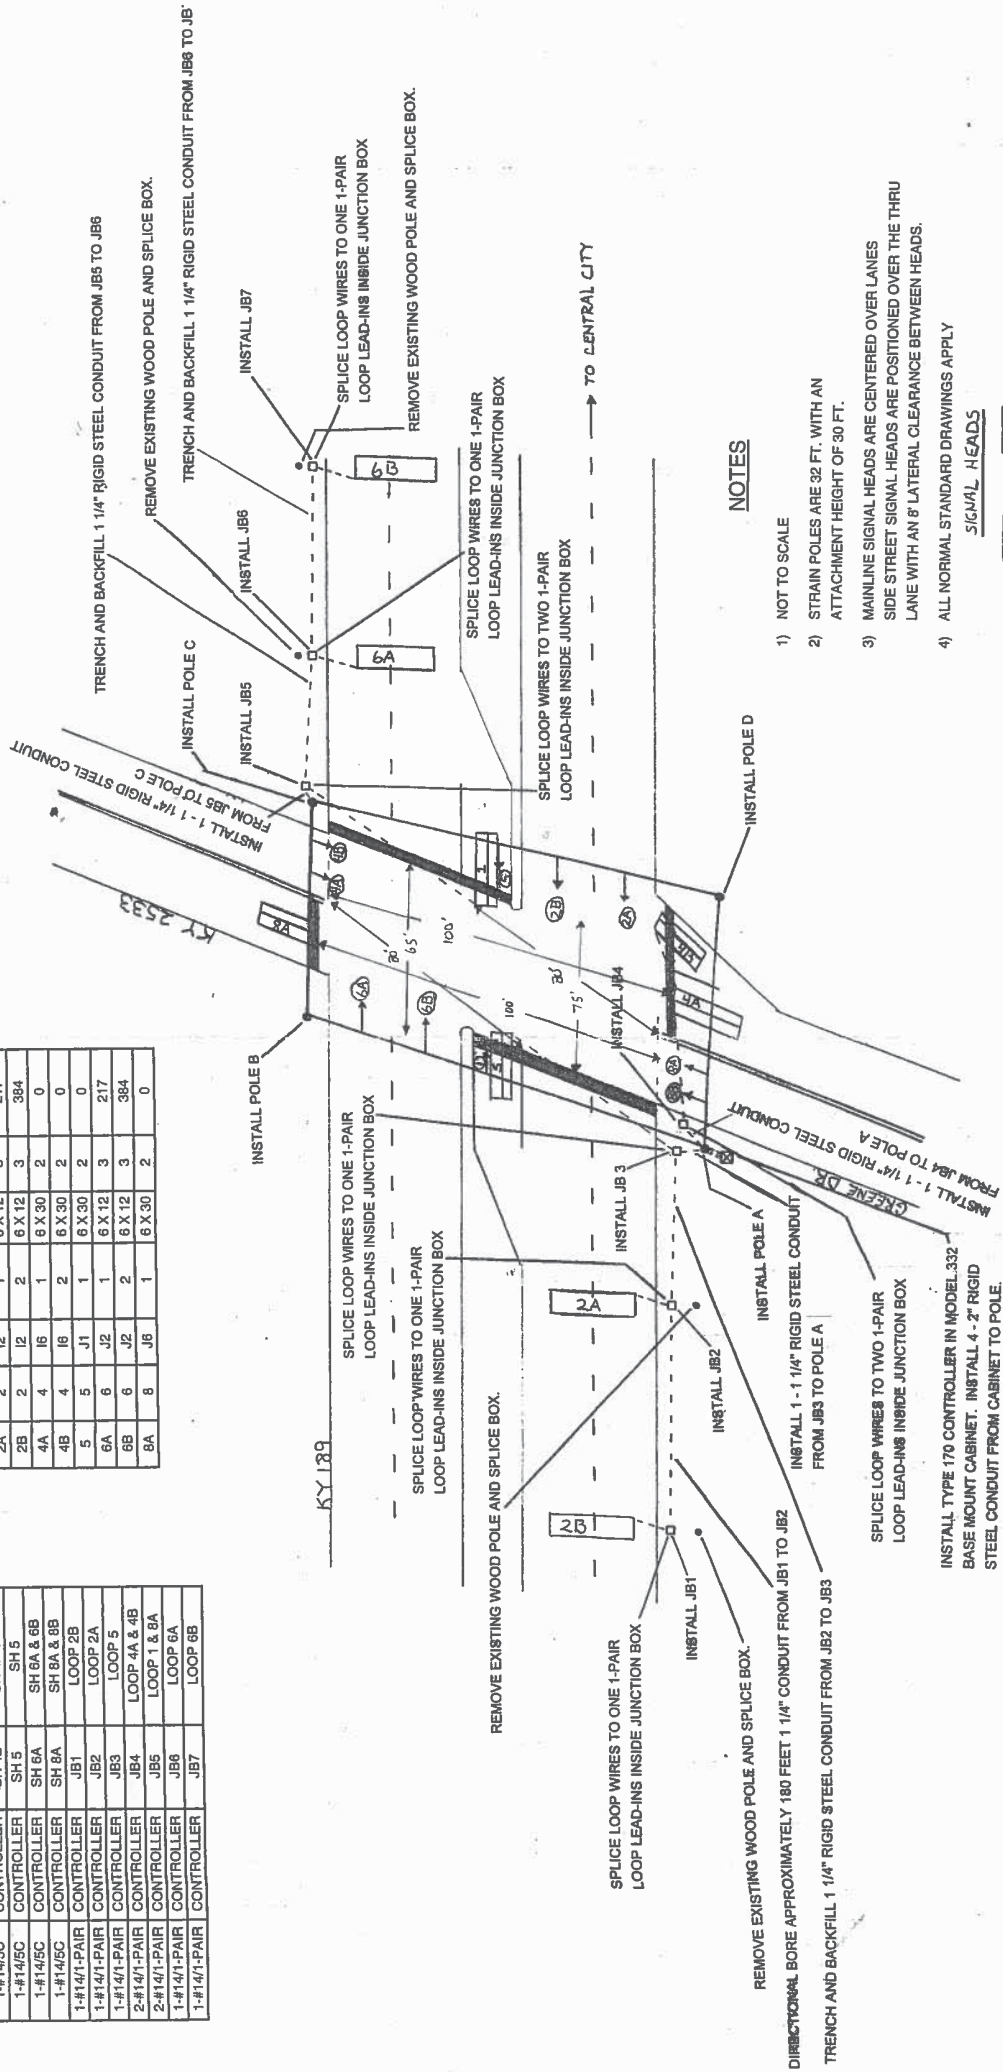 1-#14/5C CONTROLLER
1-#14/5C CONTROLLER SH 5 SH 5
1-#14/5C CONTROLLER SH 6A SH 6A & 6B
1-#14/5C CONTROLLER SH 8A SH 8A & 8B
1-#14/1-PAIR CONTROLLER JB1 LOOP 2B
1-#14/1-PAIR CONTROLLER JB2 LOOP 2A
1-#14/1-PAIR CONTROLLER JB3 LOOP 5
2-#14/1-PAIR CONTROLLER JB4 LOOP 4A & 4B
2-#14/1-PAIR CONTROLLER JB5 LOOP 1 & 8A
1-#14/1-PAIR CONTROLLER JB6 LOOP 6A
1-#14/1-PAIR CONTROLLER JB7 LOOP 6B
2A 2 I2
2B 2 I2 2 6 X 12 3 384
4A 4 I6 1 6 X 30 2 0
4B 4 I6 2 6 X 30 2 0
5 5 J1 1 6 X 30 2 0
6A 6 J2 1 6 X 12 3 217
6B 6 J2 2 6 X 12 3 384
8A 8 J6 1 6 X 30 2 0
TRENCH AND BACKFILL 1 1/4" RIGID STEEL CONDUIT FROM JB5 TO JB6
REMOVE EXISTING WOOD POLE AND SPLICE BOX.
TRENCH AND BACKFILL 1 1/4" RIGID STEEL CONDUIT FROM JB6 TO JB
INSTALL POLE C
INSTALL JB5
INSTALL JB6
INSTALL JB7
SPLICE LOOP WIRES TO ONE 1-PAIR
LOOP LEAD-INS INSIDE JUNCTION BOX
REMOVE EXISTING WOOD POLE AND SPLICE BOX.
INSTALL 1 - 1 1/4" RIGID STEEL CONDUIT
FROM JB5 TO POLE C
KY 2533
INSTALL POLE B
6B
6A
SPLICE LOOP WIRES TO ONE 1-PAIR
LOOP LEAD-INS INSIDE JUNCTION BOX
SPLICE LOOP WIRES TO TWO 1-PAIR
LOOP LEAD-INS INSIDE JUNCTION BOX
TO CENTRAL CITY
8A
8A
6A
6B
65'
100'
1
5
2B
2A
100'
75'
5
4A
4B
INSTALL POLE D
KY 189
SPLICE LOOP WIRES TO ONE 1-PAIR
LOOP LEAD-INS INSIDE JUNCTION BOX
SPLICE LOOP WIRES TO ONE 1-PAIR
LOOP LEAD-INS INSIDE JUNCTION BOX
REMOVE EXISTING WOOD POLE AND SPLICE BOX.
2A
2B
INSTALL JB 3
INSTALL JB4
INSTALL JB2
INSTALL JB1
INSTALL POLE A
SPLICE LOOP WIRES TO ONE 1-PAIR
LOOP LEAD-INS INSIDE JUNCTION BOX
REMOVE EXISTING WOOD POLE AND SPLICE BOX.
DIRECTIONAL BORE APPROXIMATELY 180 FEET 1 1/4" CONDUIT FROM JB1 TO JB2
TRENCH AND BACKFILL 1 1/4" RIGID STEEL CONDUIT FROM JB2 TO JB3
INSTALL 1 - 1 1/4" RIGID STEEL CONDUIT
FROM JB3 TO POLE A
GREENE DR.
INSTALL 1 - 1 1/4" RIGID STEEL CONDUIT
FROM JB4 TO POLE A
SPLICE LOOP WIRES TO TWO 1-PAIR
LOOP LEAD-INS INSIDE JUNCTION BOX
INSTALL TYPE 170 CONTROLLER IN MODEL 332
BASE MOUNT CABINET. INSTALL 4 - 2" RIGID
STEEL CONDUIT FROM CABINET TO POLE.
NOTES
1) NOT TO SCALE
2) STRAIN POLES ARE 32 FT. WITH AN
ATTACHMENT HEIGHT OF 30 FT.
3) MAINLINE SIGNAL HEADS ARE CENTERED OVER LANES
SIDE STREET SIGNAL HEADS ARE POSITIONED OVER THE THRU
LANE WITH AN 8' LATERAL CLEARANCE BETWEEN HEADS.
4) ALL NORMAL STANDARD DRAWINGS APPLY
SIGNAL HEADS